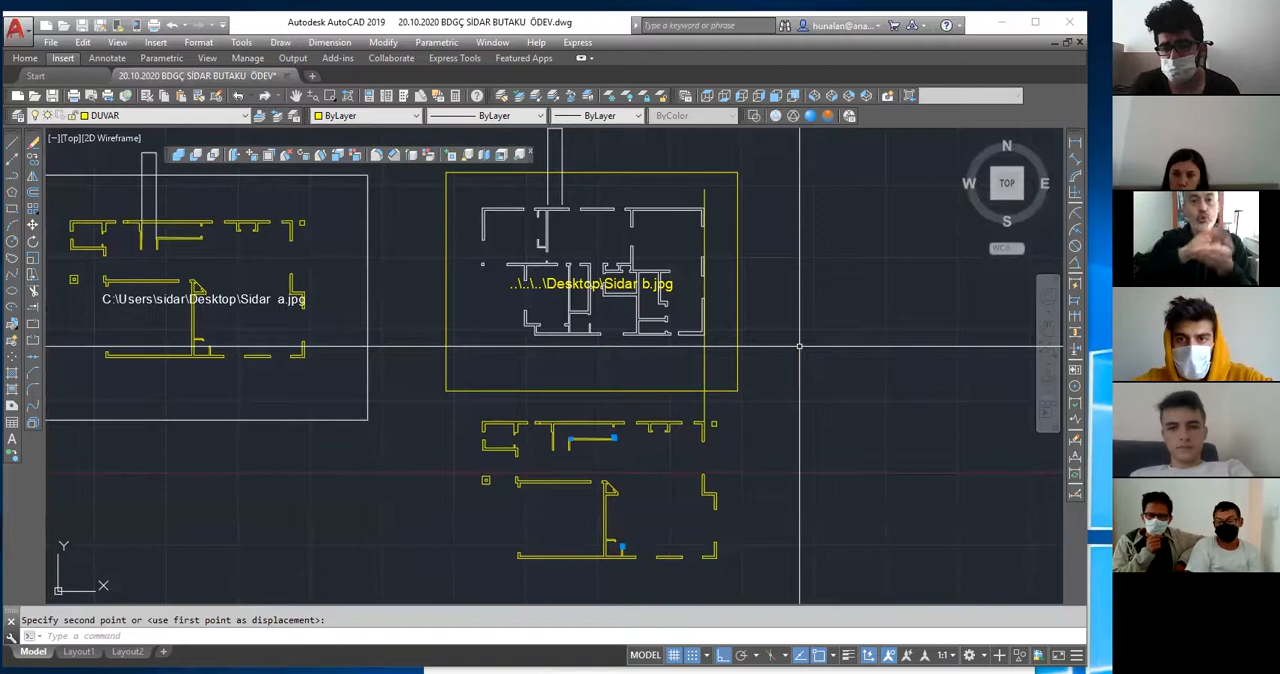 Autodesk AutoCAD 2019 20.10.2020 BDGÇ SİDAR BUTAKU ÖDEV.dwg
Type a keyword or phrase
hunalan@ana...
File Edit View Insert Format Tools Draw Dimension Modify Parametric Window Help Express
Home Insert Annotate Parametric View Manage Output Add-ins Collaborate Express Tools Featured Apps
Start
20.10.2020 BDGÇ SİDAR BUTAKU ÖDEV*
DUVAR
ByLayer
ByLayer
ByLayer
ByColor
[−][Top][2D Wireframe]
N
W TOP E
S
WCS
..\..\..\Desktop\Sidar b.jpg
C:\Users\sidar\Desktop\Sidar a.jpg
Y
X
Specify second point or <use first point as displacement>:
Type a command
Model Layout1 Layout2
MODEL
1:1